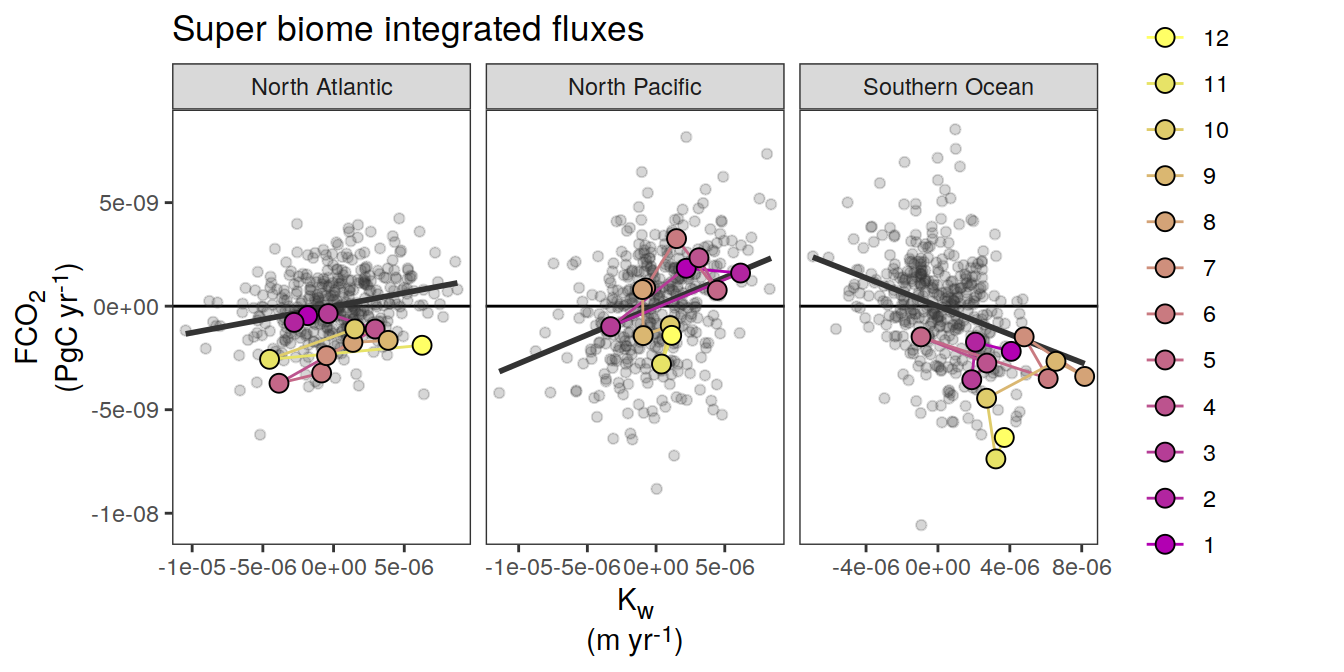 Super biome integrated fluxes
North Atlantic
North Pacific
Southern Ocean
5e-09
0e+00
-5e-09
-1e-08
FCO2
(PgC yr-1)
-1e-05 -5e-06 0e+00 5e-06
-1e-05 -5e-06 0e+00 5e-06
-4e-06 0e+00 4e-06 8e-06
Kw
(m yr-1)
12
11
10
9
8
7
6
5
4
3
2
1